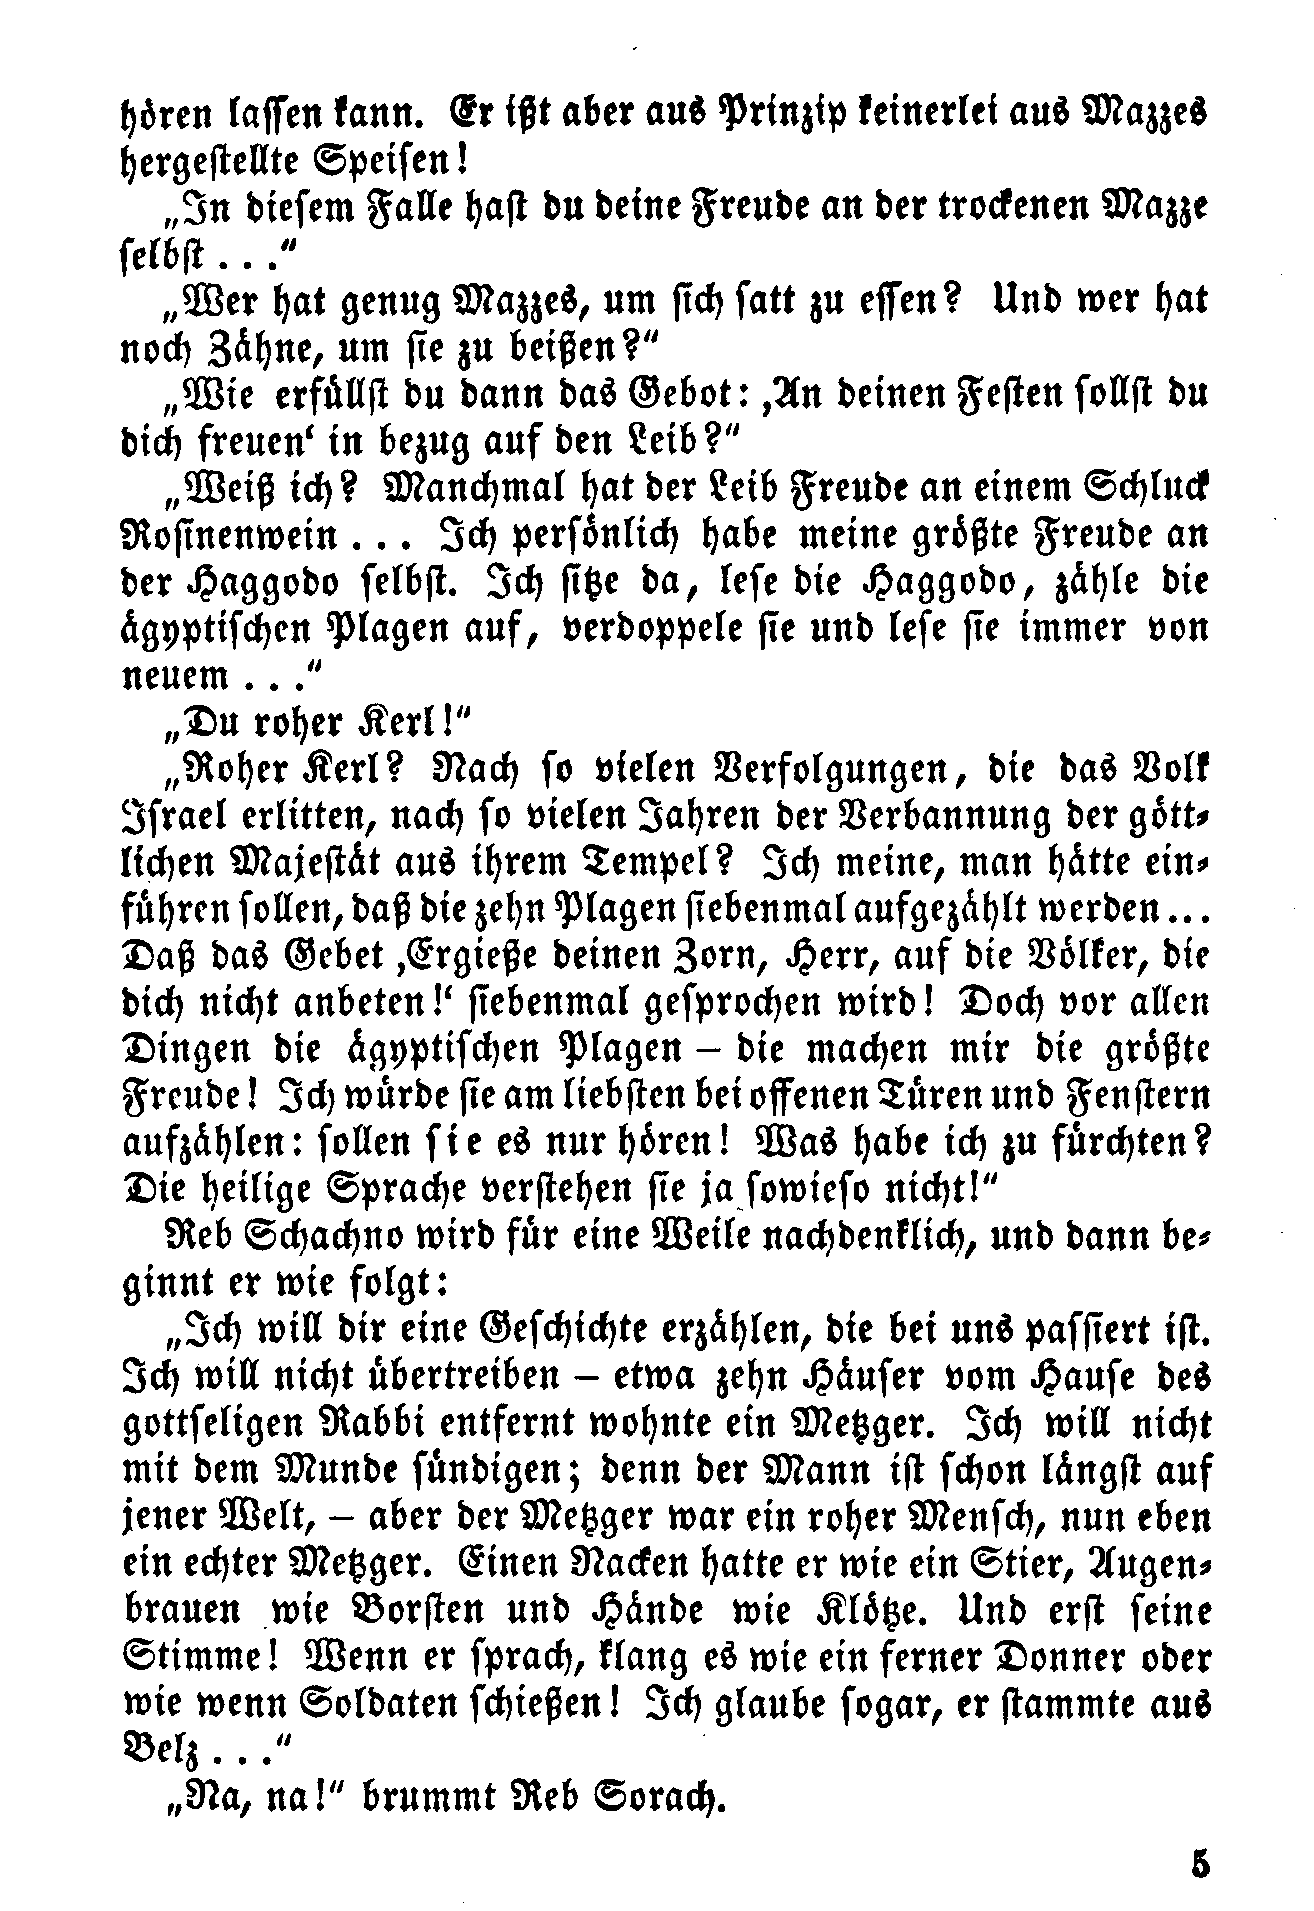 hören lassen kann. Er ißt aber aus Prinzip keinerlei aus Mazzes
hergestellte Speisen!
„In diesem Falle hast du deine Freude an der trockenen Mazze
selbst . . .“
„Wer hat genug Mazzes, um sich satt zu essen? Und wer hat
noch Zähne, um sie zu beißen?“
„Wie erfüllst du dann das Gebot: ‚An deinen Festen sollst du
dich freuen‘ in bezug auf den Leib?“
„Weiß ich? Manchmal hat der Leib Freude an einem Schluck
Rosinenwein . . . Ich persönlich habe meine größte Freude an
der Haggodo selbst. Ich sitze da, lese die Haggodo, zähle die
ägyptischen Plagen auf, verdoppele sie und lese sie immer von
neuem . . .“
„Du roher Kerl!“
„Roher Kerl? Nach so vielen Verfolgungen, die das Volk
Israel erlitten, nach so vielen Jahren der Verbannung der gött-
lichen Majestät aus ihrem Tempel? Ich meine, man hätte ein-
führen sollen, daß die zehn Plagen siebenmal aufgezählt werden...
Daß das Gebet ‚Ergieße deinen Zorn, Herr, auf die Völker, die
dich nicht anbeten!‘ siebenmal gesprochen wird! Doch vor allen
Dingen die ägyptischen Plagen – die machen mir die größte
Freude! Ich würde sie am liebsten bei offenen Türen und Fenstern
aufzählen: sollen sie es nur hören! Was habe ich zu fürchten?
Die heilige Sprache verstehen sie ja sowieso nicht!“
Reb Schachno wird für eine Weile nachdenklich, und dann be-
ginnt er wie folgt:
„Ich will dir eine Geschichte erzählen, die bei uns passiert ist.
Ich will nicht übertreiben – etwa zehn Häuser vom Hause des
gottseligen Rabbi entfernt wohnte ein Metzger. Ich will nicht
mit dem Munde sündigen; denn der Mann ist schon längst auf
jener Welt, – aber der Metzger war ein roher Mensch, nun eben
ein echter Metzger. Einen Nacken hatte er wie ein Stier, Augen-
brauen wie Borsten und Hände wie Klötze. Und erst seine
Stimme! Wenn er sprach, klang es wie ein ferner Donner oder
wie wenn Soldaten schießen! Ich glaube sogar, er stammte aus
Belz . . .“
„Na, na!“ brummt Reb Sorach.
5